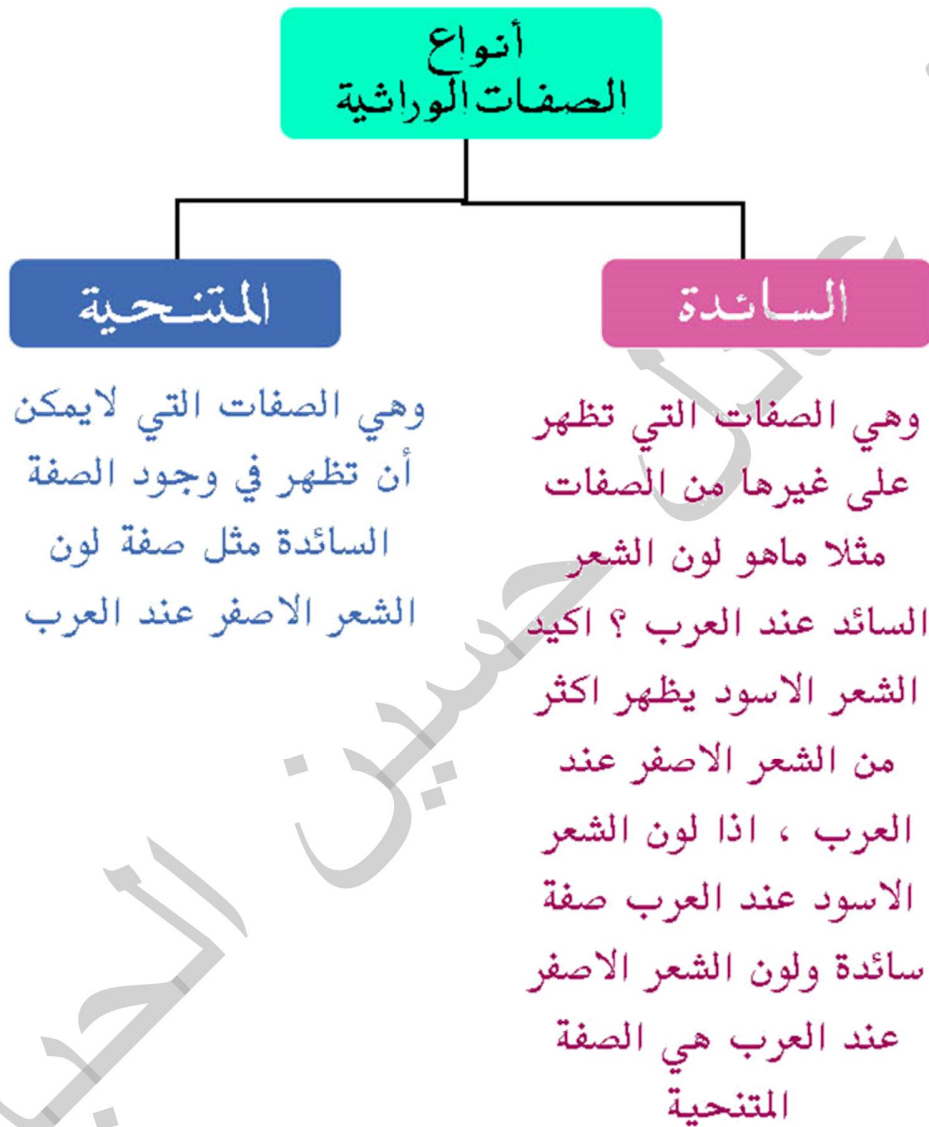 أنواع
الصفات الوراثية
السائدة
وهي الصفات التي تظهر
على غيرها من الصفات
مثلا ماهو لون الشعر
السائد عند العرب ؟ اكيد
الشعر الاسود يظهر اكثر
من الشعر الاصفر عند
العرب ، اذا لون الشعر
الاسود عند العرب صفة
سائدة ولون الشعر الاصفر
عند العرب هي الصفة
المتنحية
المتنحية
وهي الصفات التي لايمكن
أن تظهر في وجود الصفة
السائدة مثل صفة لون
الشعر الاصفر عند العرب
حسين